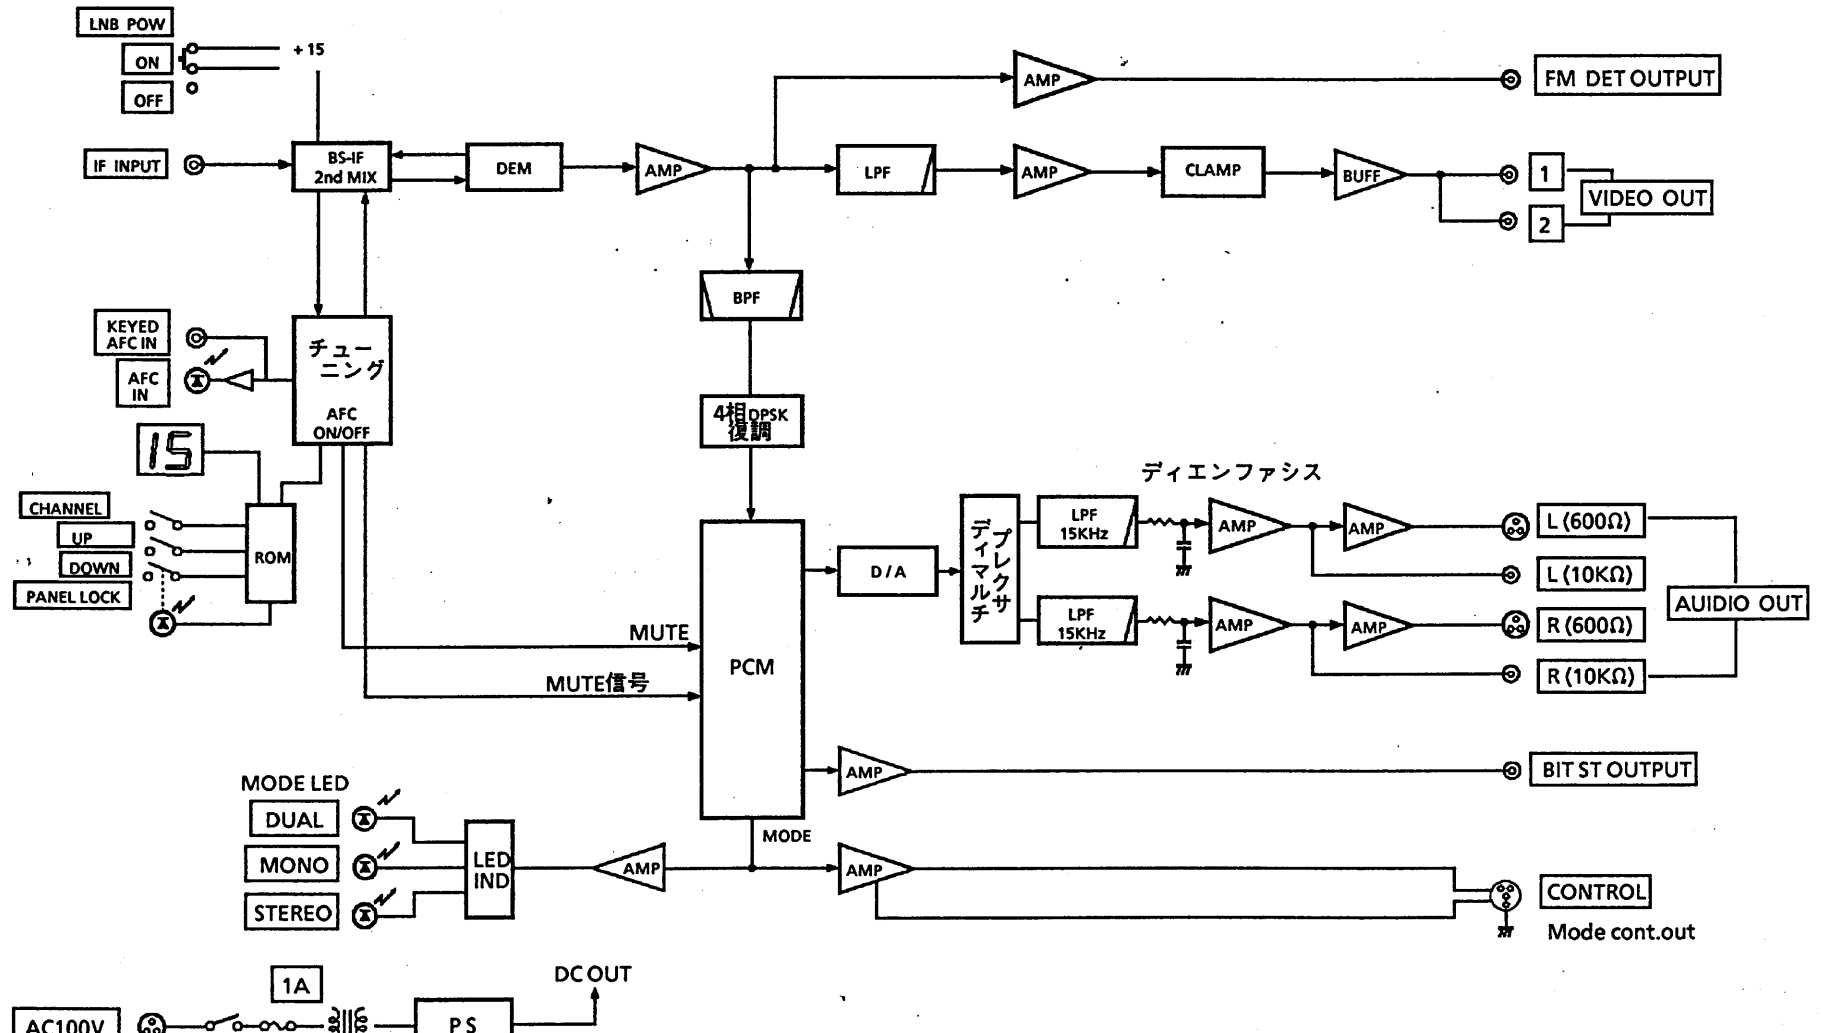 LNB POW
ON
OFF
+ 15
IF INPUT
BS-IF
2nd MIX
DEM
AMP
AMP
FM DET OUTPUT
LPF
AMP
CLAMP
BUFF
1
2
VIDEO OUT
BPF
KEYED
AFC IN
AFC
IN
チュー
ニング
AFC
ON/OFF
4相DPSK
復調
15
CHANNEL
UP
DOWN
PANEL LOCK
ROM
MUTE
MUTE信号
PCM
D/A
ディマルチ
プレクサ
ディエンファシス
LPF
15KHz
AMP
AMP
L (600Ω)
L (10KΩ)
LPF
15KHz
AMP
AMP
R (600Ω)
R (10KΩ)
AUIDIO OUT
AMP
BIT ST OUTPUT
MODE
MODE LED
DUAL
MONO
STEREO
LED
IND
AMP
AMP
CONTROL
Mode cont.out
1A
DC OUT
AC100V
PS